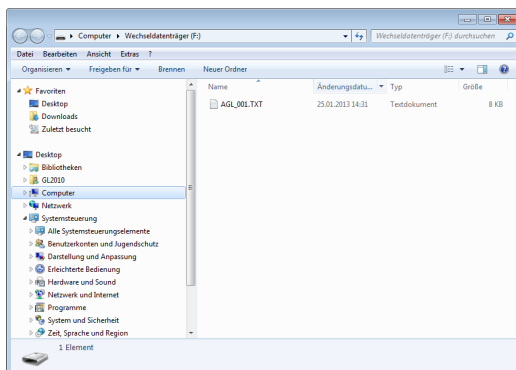 Computer Wechseldatenträger (F:) Wechseldatenträger (F:) durchsuchen
Datei Bearbeiten Ansicht Extras ?
Organisieren Freigeben für Brennen Neuer Ordner
Name Änderungsdatu... Typ Größe
AGL_001.TXT 25.01.2013 14:31 Textdokument 8 KB
Favoriten
Desktop
Downloads
Zuletzt besucht
Desktop
Bibliotheken
GL2010
Computer
Netzwerk
Systemsteuerung
Alle Systemsteuerungselemente
Benutzerkonten und Jugendschutz
Darstellung und Anpassung
Erleichterte Bedienung
Hardware und Sound
Netzwerk und Internet
Programme
System und Sicherheit
Zeit, Sprache und Region
1 Element